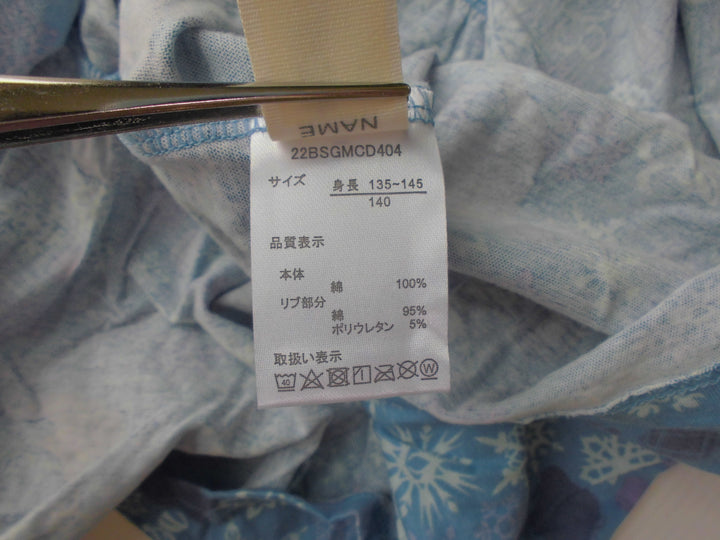 NAME
22BSGMCD404
サイズ 身長 135~145
140
品質表示
本体
綿 100%
リブ部分
綿 95%
ポリウレタン 5%
取扱い表示
40 W